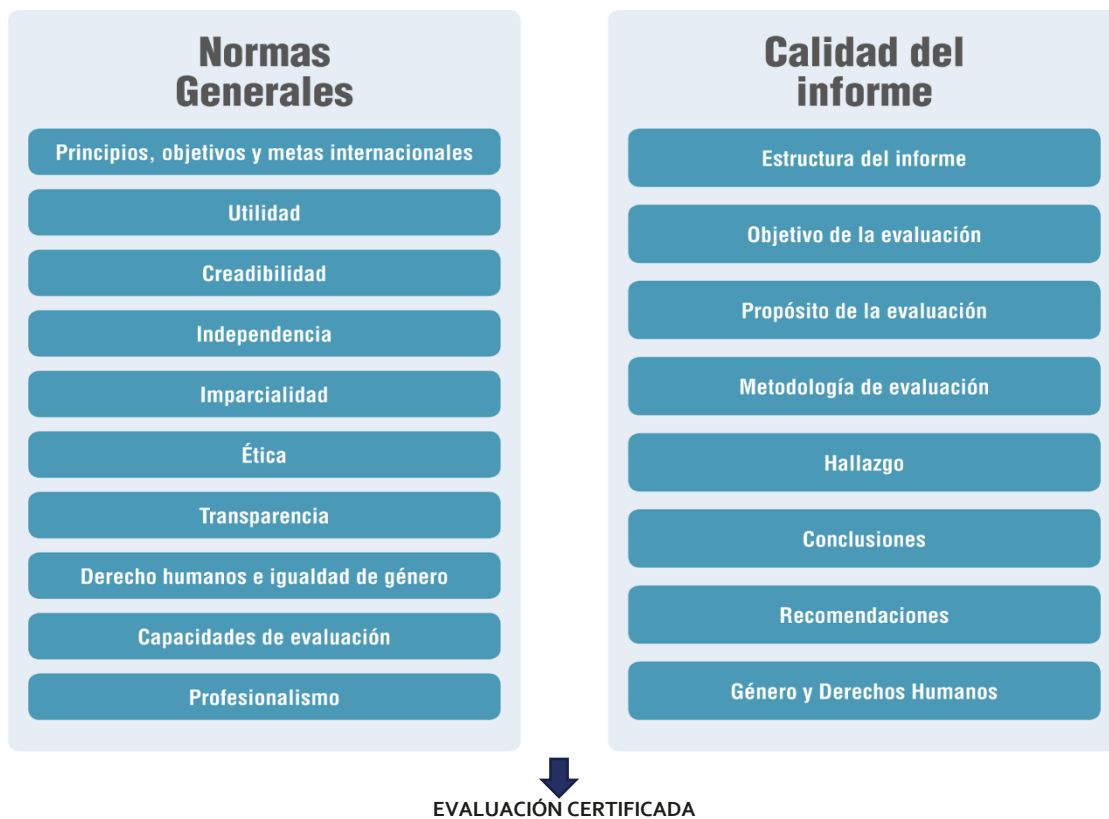 Normas
Generales
Principios, objetivos y metas internacionales
Utilidad
Creadibilidad
Independencia
Imparcialidad
Ética
Transparencia
Derecho humanos e igualdad de género
Capacidades de evaluación
Profesionalismo
Calidad del
informe
Estructura del informe
Objetivo de la evaluación
Propósito de la evaluación
Metodología de evaluación
Hallazgo
Conclusiones
Recomendaciones
Género y Derechos Humanos
EVALUACIÓN CERTIFICADA